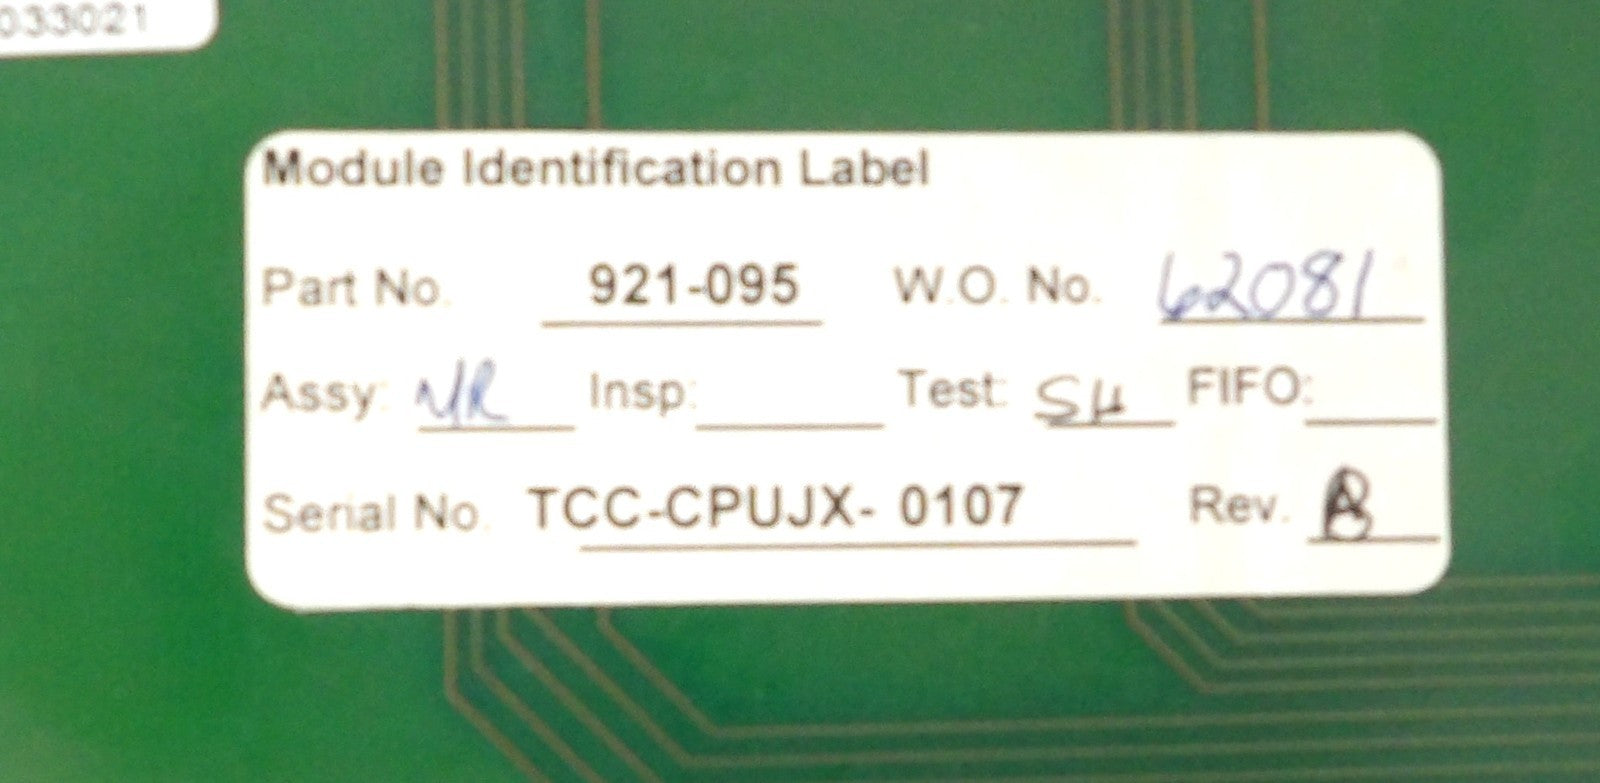 033021
Module Identification Label
Part No. 921-095 W.O. No. 62081
Assy: NR Insp: Test: SH FIFO:
Serial No. TCC-CPUJX- 0107 Rev.